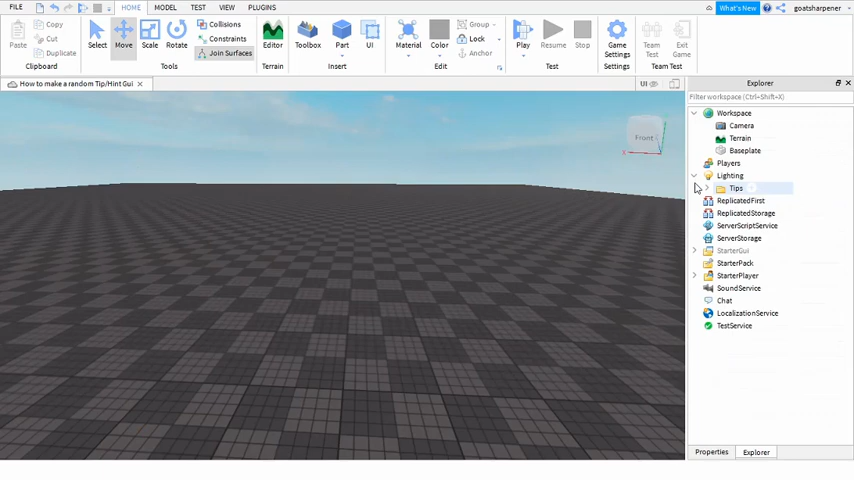 FILE HOME MODEL TEST VIEW PLUGINS What's New goatsharpener
Paste Copy Cut Duplicate Select Move Scale Rotate Collisions Constraints Join Surfaces Editor Toolbox Part UI Material Color Group Lock Anchor Play Resume Stop Game Settings Team Test Exit Game
Clipboard Tools Terrain Insert Edit Test Settings Team Test
How to make a random Tip/Hint Gui UI Explorer
Filter workspace (Ctrl+Shift+X)
Workspace
Camera
Terrain
Front
Baseplate
Players
Lighting
Tips
ReplicatedFirst
ReplicatedStorage
ServerScriptService
ServerStorage
StarterGui
StarterPack
StarterPlayer
SoundService
Chat
LocalizationService
TestService
Properties Explorer